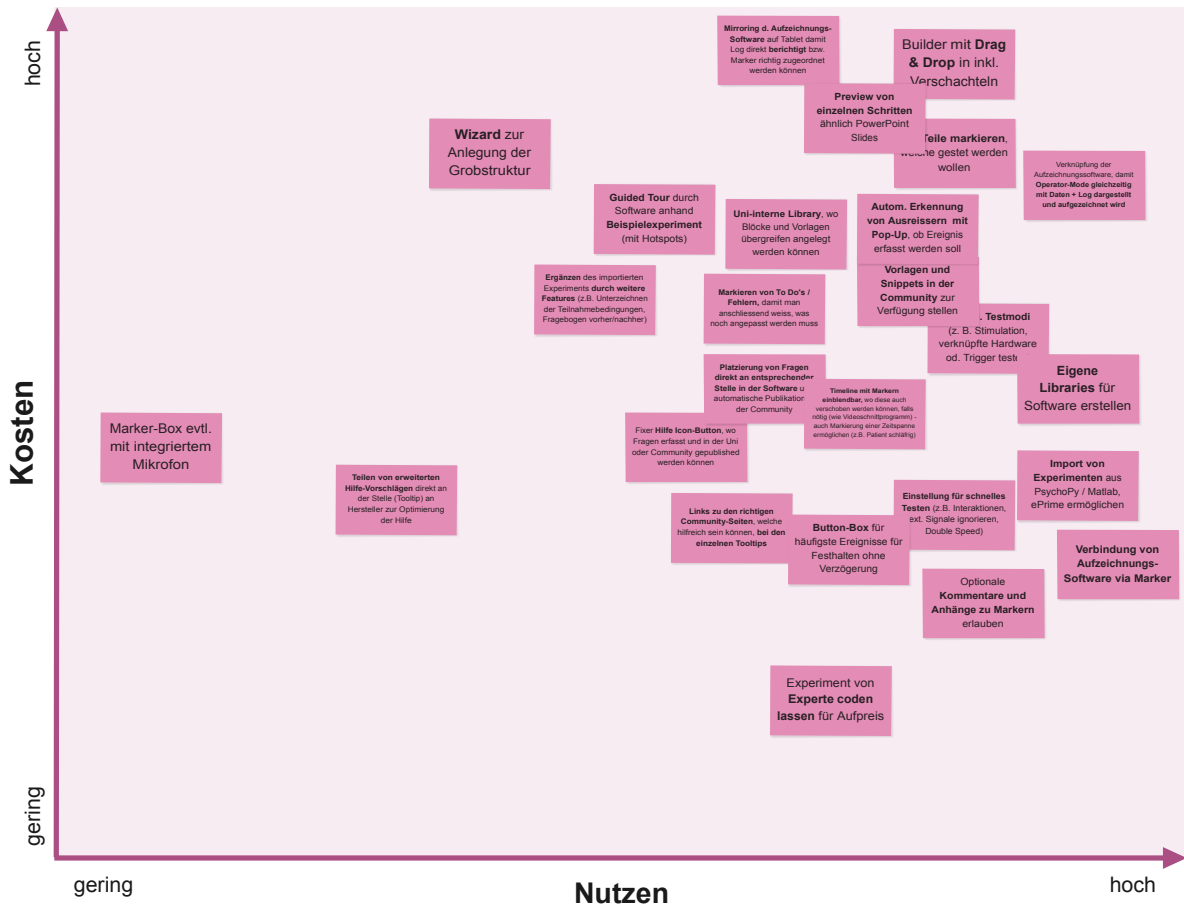 hoch
Kosten
gering
gering
Nutzen
hoch
Mirroring d. Aufzeichnungs-
Software auf Tablet damit
Log direkt berichtigt bzw.
Marker richtig zugeordnet
werden können
Builder mit Drag
& Drop in inkl.
Verschachteln
Preview von
einzelnen Schritten
ähnlich PowerPoint
Slides
Teile markieren,
gestet werden
wollen
Wizard zur
Anlegung der
Grobstruktur
Verknüpfung der
Aufzeichnungssoftware, damit
Operator-Mode gleichzeitig
mit Daten + Log dargestellt
und aufgezeichnet wird
Guided Tour durch
Software anhand
Beispielexperiment
(mit Hotspots)
Uni-interne Library, wo
Blöcke und Vorlagen
übergreifen angelegt
werden können
Autom. Erkennung
von Ausreissern mit
Pop-Up, ob Ereignis
erfasst werden soll
Ergänzen des importierten
Experiments durch weitere
Features (z.B. Unterzeichnen
der Teilnahmebedingungen,
Fragebogen vorher/nachher)
Markieren von To Do's /
Fehlern, damit man
anschliessend weiss, was
noch angepasst werden muss
Vorlagen und
Snippets in der
Community zur
Verfügung stellen
Testmodi
(z. B. Stimulation,
verknüpfte Hardware
od. Trigger
Platzierung von Fragen
direkt an entsprechender
Stelle in der Software
automatische Publikation
der Community
Eigene
Libraries für
Software erstellen
Timeline mit Markern
einblendbar, wo diese auch
verschoben werden können, falls
nötig (wie Videoschnittprogramm) –
auch Markierung einer Zeitspanne
ermöglichen (z.B. Patient schläfrig)
Marker-Box evtl.
mit integriertem
Mikrofon
Fixer Hilfe Icon-Button, wo
Fragen erfasst und in der Uni
oder Community gepublished
werden können
Teilen von erweiterten
Hilfe-Vorschlägen direkt an
der Stelle (Tooltip) an
Hersteller zur Optimierung
der Hilfe
Import von
Experimenten aus
PsychoPy / Matlab,
ePrime ermöglichen
Links zu den richtigen
Community-Seiten, welche
hilfreich sein können, bei den
einzelnen Tooltips
Einstellung für schnelles
Testen (z.B. Interaktionen,
ext. Signale ignorieren,
Double Speed)
Button-Box für
häufigste Ereignisse für
Festhalten ohne
Verzögerung
Verbindung von
Aufzeichnungs-
Software via Marker
Optionale
Kommentare und
Anhänge zu Markern
erlauben
Experiment von
Experte coden
lassen für Aufpreis